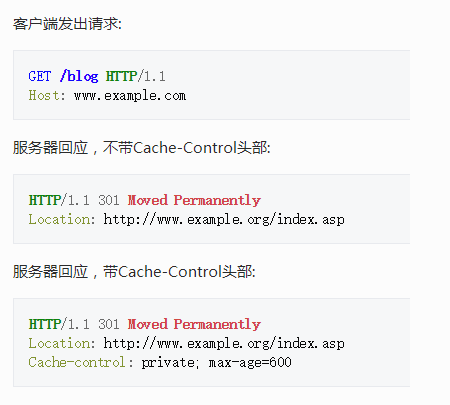 客户端发出请求:
GET /blog HTTP/1.1
Host: www.example.com
服务器回应，不带Cache-Control头部:
HTTP/1.1 301 Moved Permanently
Location: http://www.example.org/index.asp
服务器回应，带Cache-Control头部:
HTTP/1.1 301 Moved Permanently
Location: http://www.example.org/index.asp
Cache-control: private; max-age=600